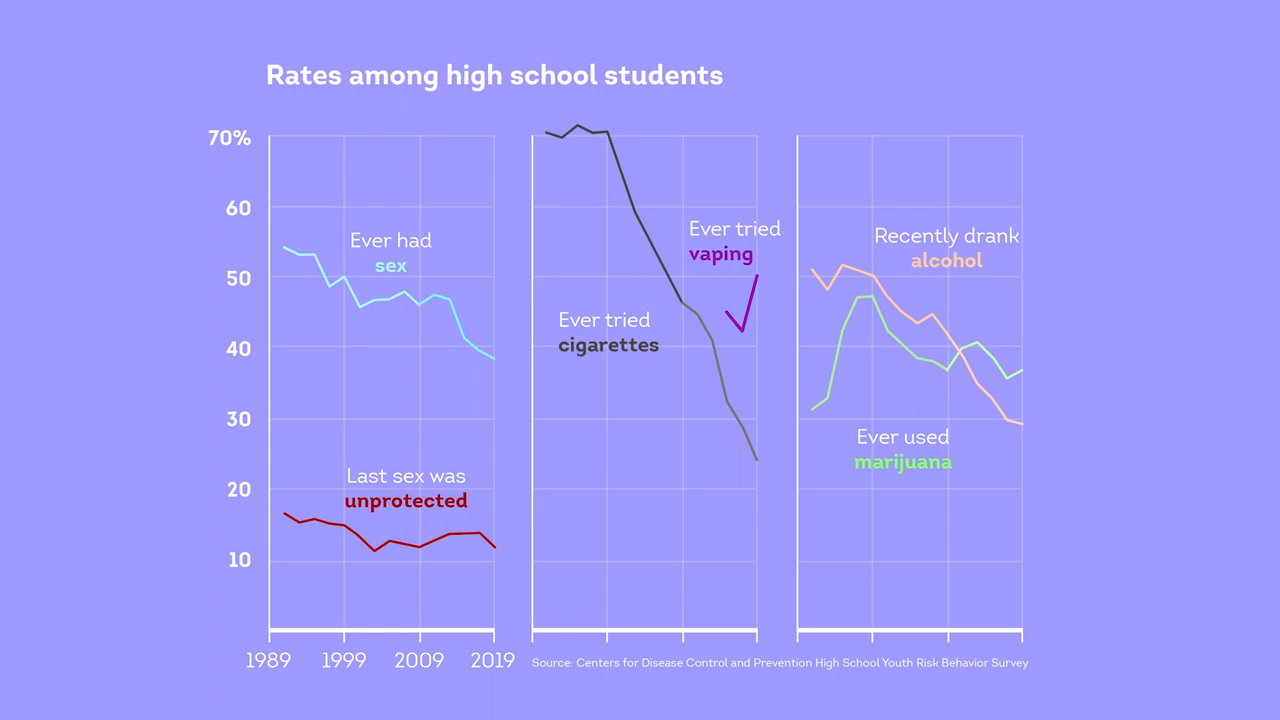 Rates among high school students
70%
60
50
40
30
20
10
Ever had
sex
Last sex was
unprotected
Ever tried
vaping
Ever tried
cigarettes
Recently drank
alcohol
Ever used
marijuana
1989 1999 2009 2019
Source: Centers for Disease Control and Prevention High School Youth Risk Behavior Survey